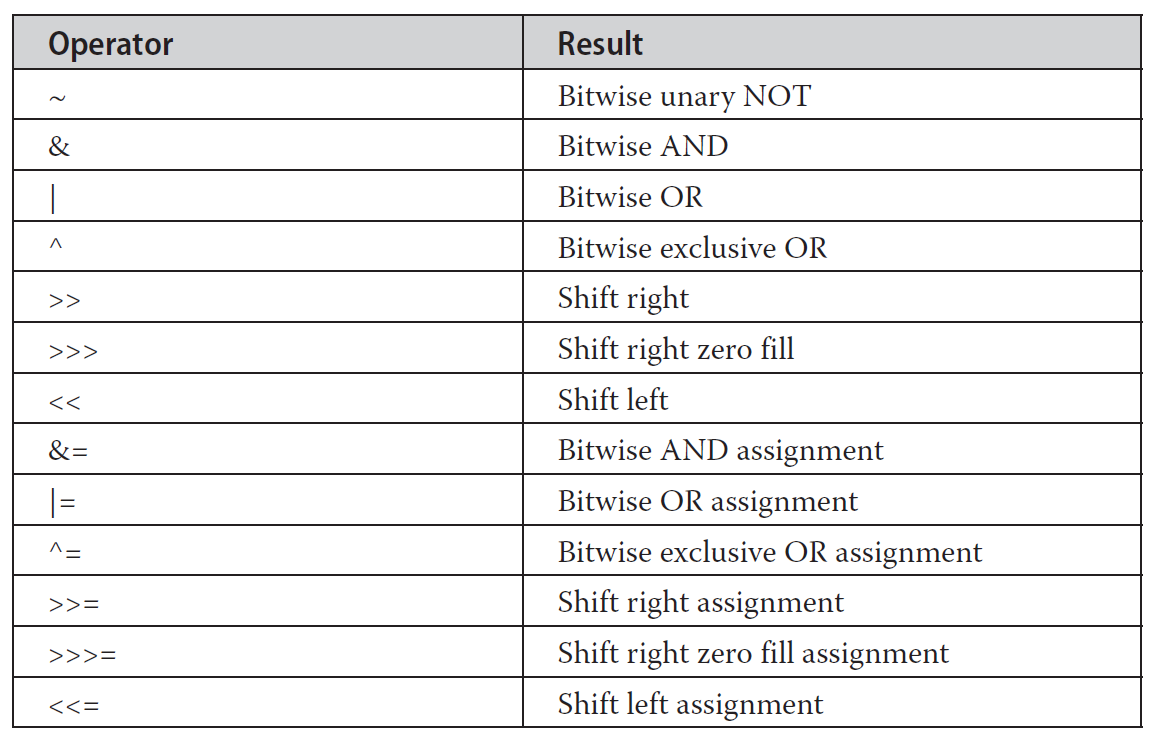 Operator Result
~ Bitwise unary NOT
& Bitwise AND
| Bitwise OR
^ Bitwise exclusive OR
>> Shift right
>>> Shift right zero fill
<< Shift left
&= Bitwise AND assignment
|= Bitwise OR assignment
^= Bitwise exclusive OR assignment
>>= Shift right assignment
>>>= Shift right zero fill assignment
<<= Shift left assignment